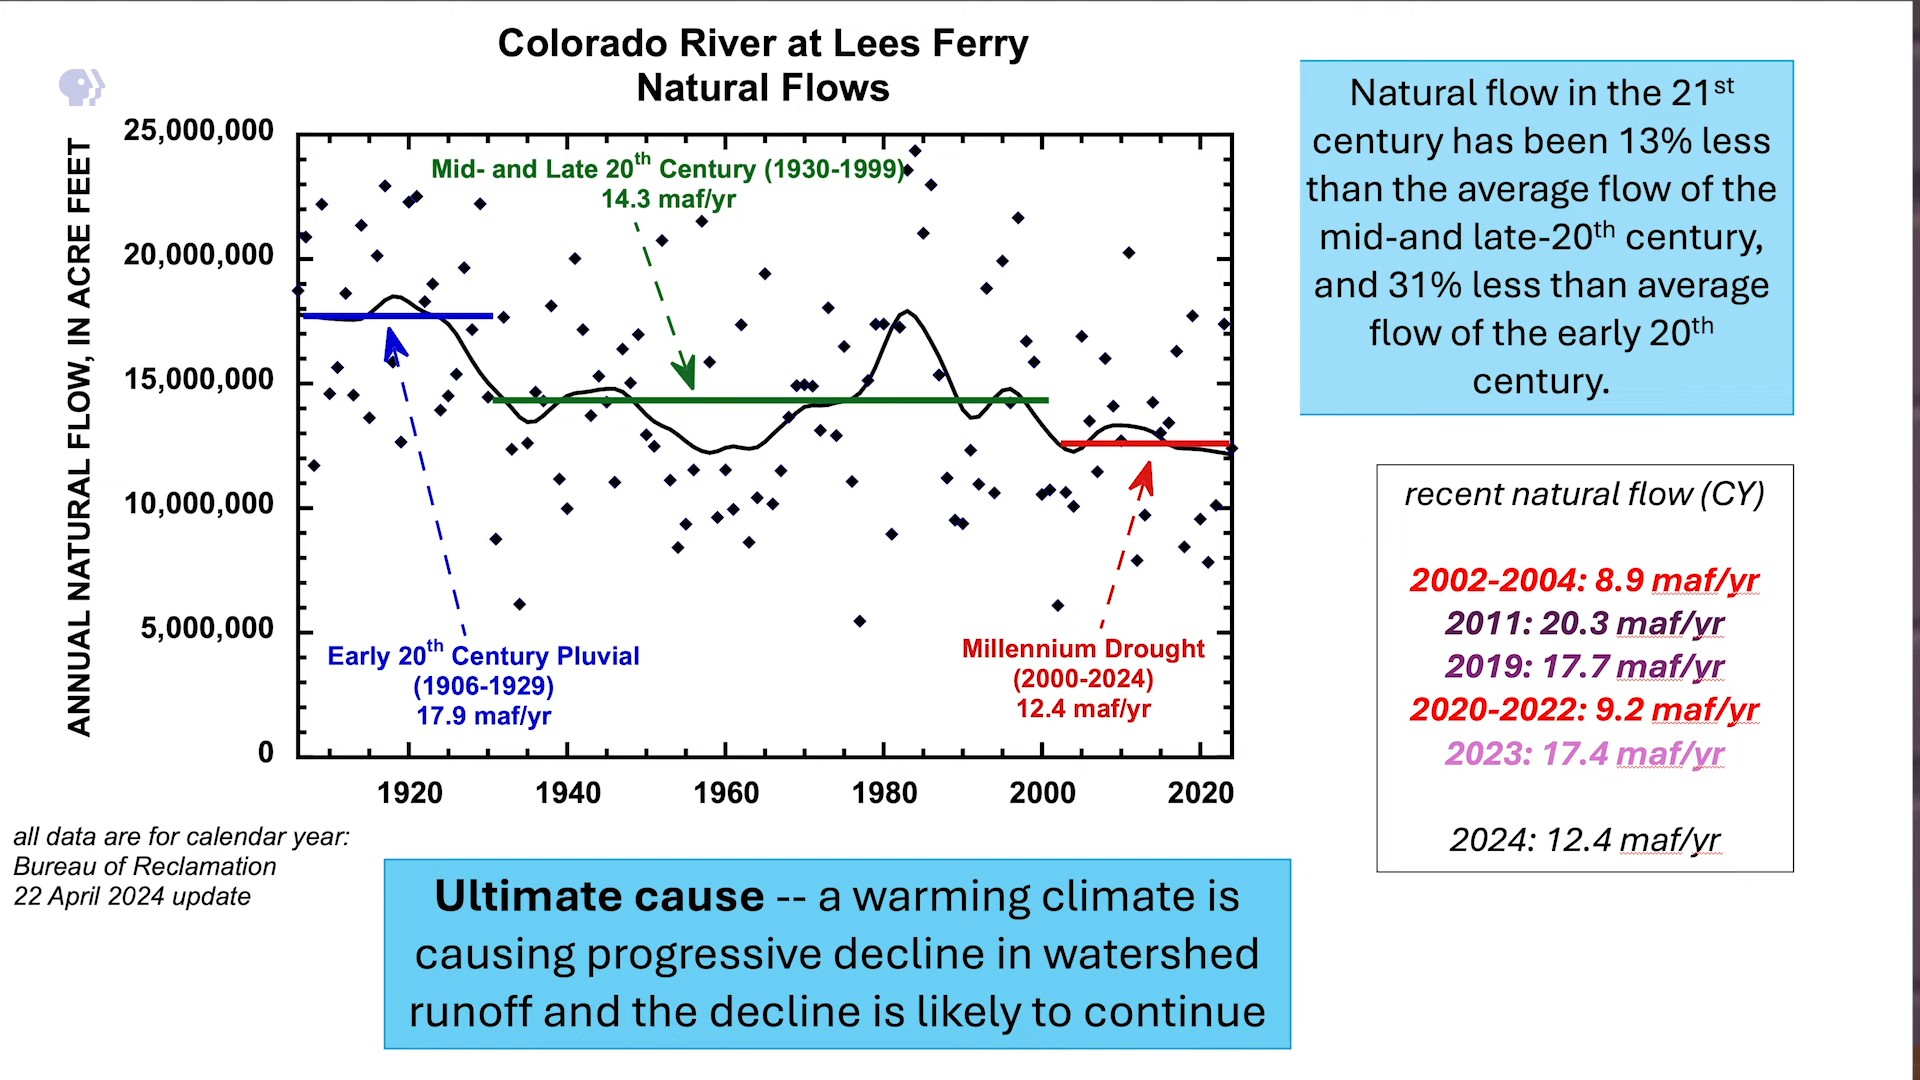 Colorado River at Lees Ferry
Natural Flows
ANNUAL NATURAL FLOW, IN ACRE FEET
25,000,000
20,000,000
15,000,000
10,000,000
5,000,000
0
1920
1940
1960
1980
2000
2020
Mid- and Late 20th Century (1930-1999)
14.3 maf/yr
Early 20th Century Pluvial
(1906-1929)
17.9 maf/yr
Millennium Drought
(2000-2024)
12.4 maf/yr
all data are for calendar year:
Bureau of Reclamation
22 April 2024 update
Natural flow in the 21st
century has been 13% less
than the average flow of the
mid-and late-20th century,
and 31% less than average
flow of the early 20th
century.
recent natural flow (CY)
2002-2004: 8.9 maf/yr
2011: 20.3 maf/yr
2019: 17.7 maf/yr
2020-2022: 9.2 maf/yr
2023: 17.4 maf/yr
2024: 12.4 maf/yr
Ultimate cause -- a warming climate is
causing progressive decline in watershed
runoff and the decline is likely to continue